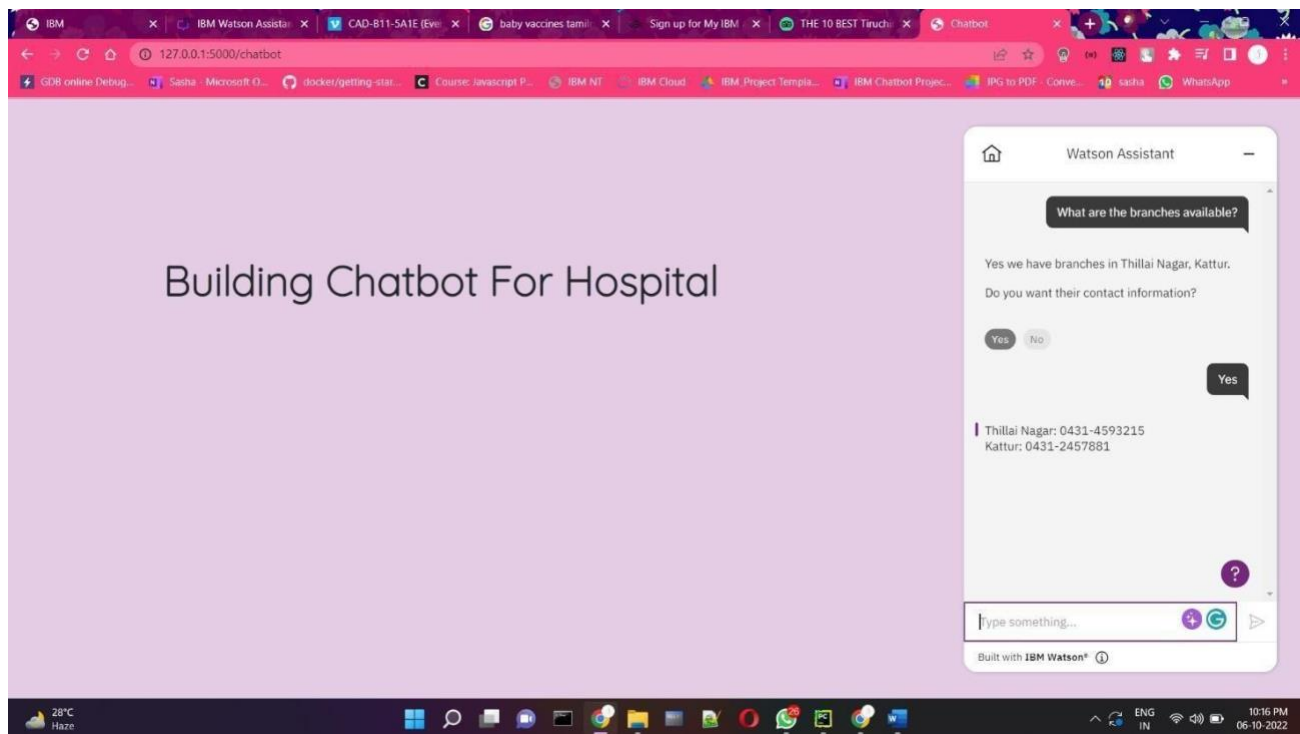 IBM
IBM Watson Assistan
CAD-B11-5A1E (Eve
baby vaccines tamil
Sign up for My IBM
THE 10 BEST Tiruchi
Chatbot
127.0.0.1:5000/chatbot
GDB online Debug...
Sasha - Microsoft O...
docker/getting-star...
Course: Javascript P...
IBM NT
IBM Cloud
IBM_Project Templa...
IBM Chatbot Projec...
JPG to PDF - Conve...
sasha
WhatsApp
Watson Assistant
What are the branches available?
Yes we have branches in Thillai Nagar, Kattur.
Do you want their contact information?
Yes No
Yes
Thillai Nagar: 0431-4593215
Kattur: 0431-2457881
Building Chatbot For Hospital
?
Type something...
Built with IBM Watson®
28°C
Haze
26
ENG
IN
10:16 PM
06-10-2022